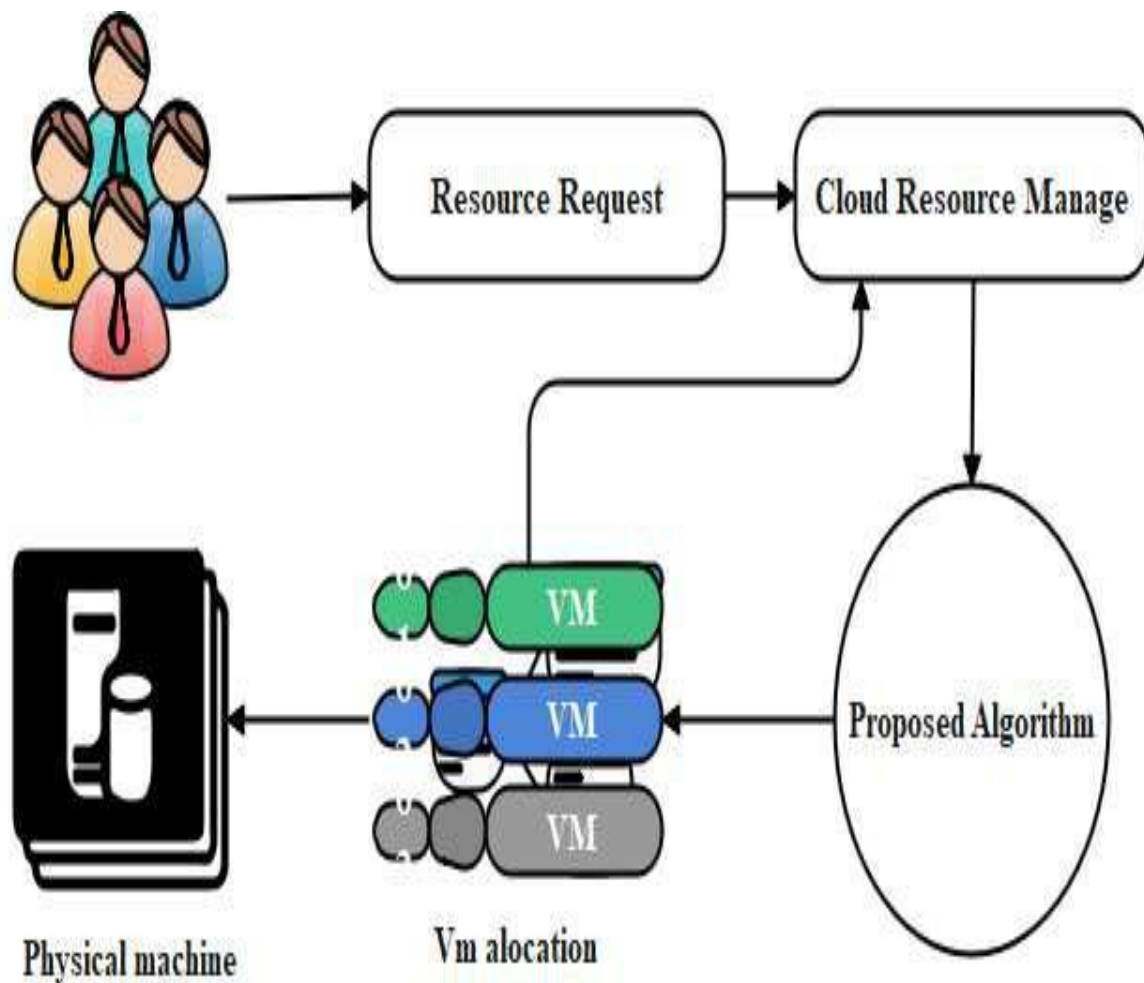 Resource Request
Cloud Resource Manage
VM
VM
VM
Proposed Algorithm
Physical machine
Vm alocation